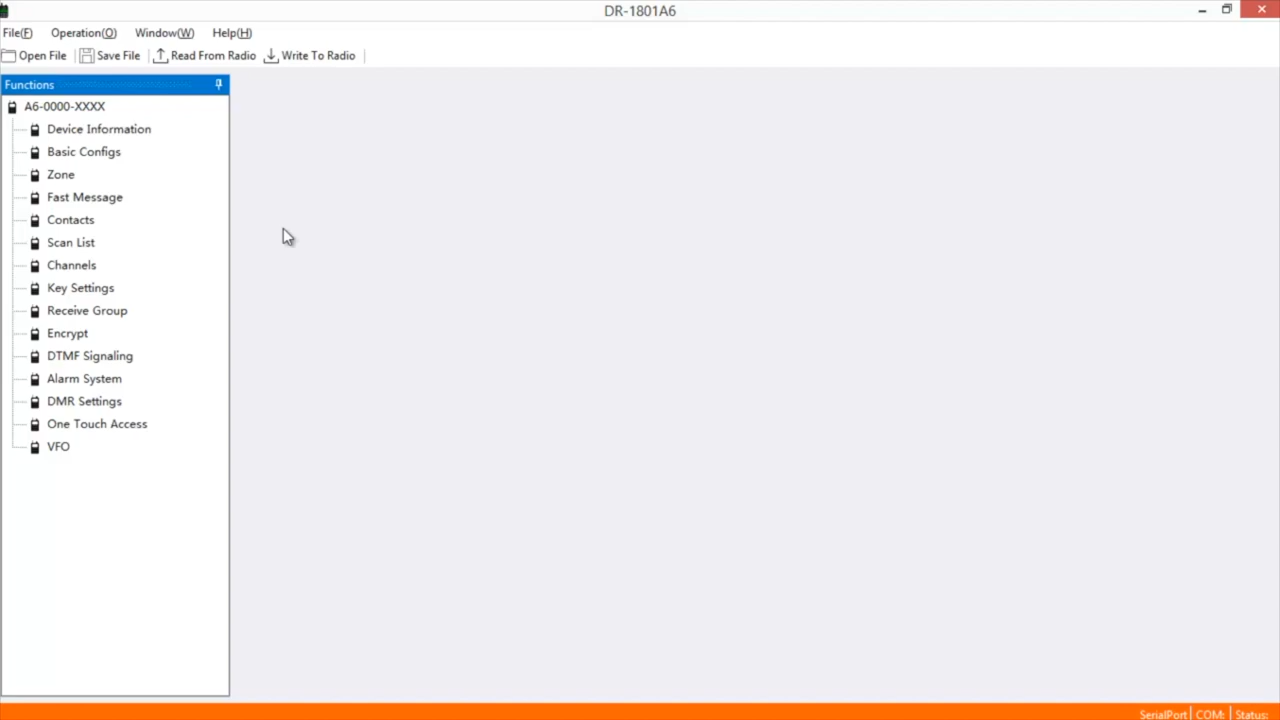 DR-1801A6
File(F) Operation(O) Window(W) Help(H)
Open File Save File Read From Radio Write To Radio
Functions
A6-0000-XXXX
Device Information
Basic Configs
Zone
Fast Message
Contacts
Scan List
Channels
Key Settings
Receive Group
Encrypt
DTMF Signaling
Alarm System
DMR Settings
One Touch Access
VFO
SerialPort COM: Status: